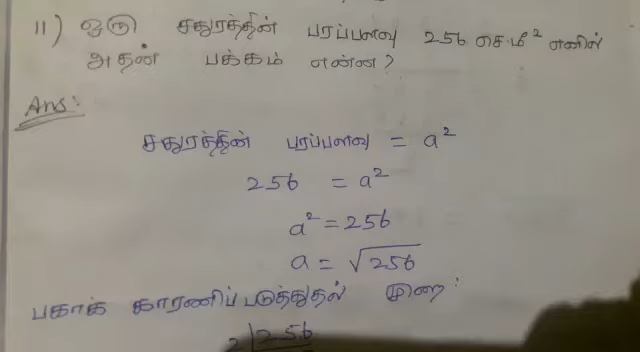 11) ஒரு சதுரத்தின் பரப்பளவு 256 செ.மீ² எனில்
அதன் பக்கம் என்ன?
Ans:
சதுரத்தின் பரப்பளவு = a²
256 = a²
a² = 256
a = √256
பகாக் காரணிப்படுத்துதல் முறை:
2 | 256